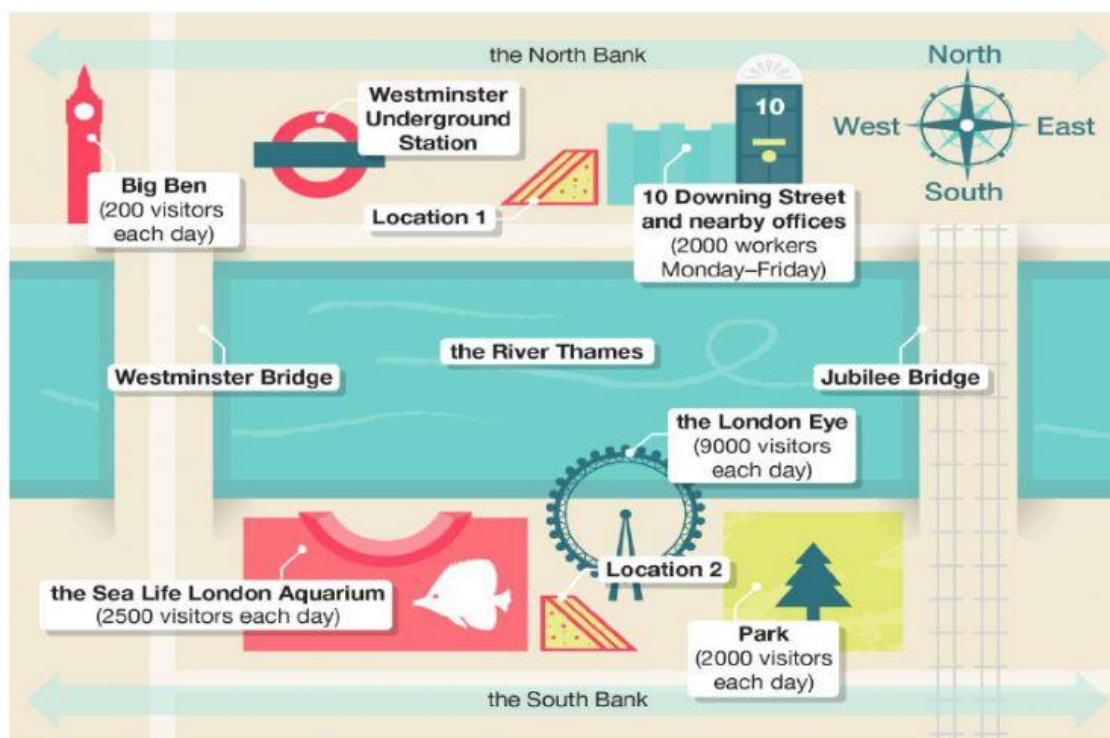 the North Bank
North
West
East
South
Westminster
Underground
Station
10
Big Ben
(200 visitors
each day)
Location 1
10 Downing Street
and nearby offices
(2000 workers
Monday–Friday)
the River Thames
Westminster Bridge
Jubilee Bridge
the London Eye
(9000 visitors
each day)
the Sea Life London Aquarium
(2500 visitors each day)
Location 2
Park
(2000 visitors
each day)
the South Bank